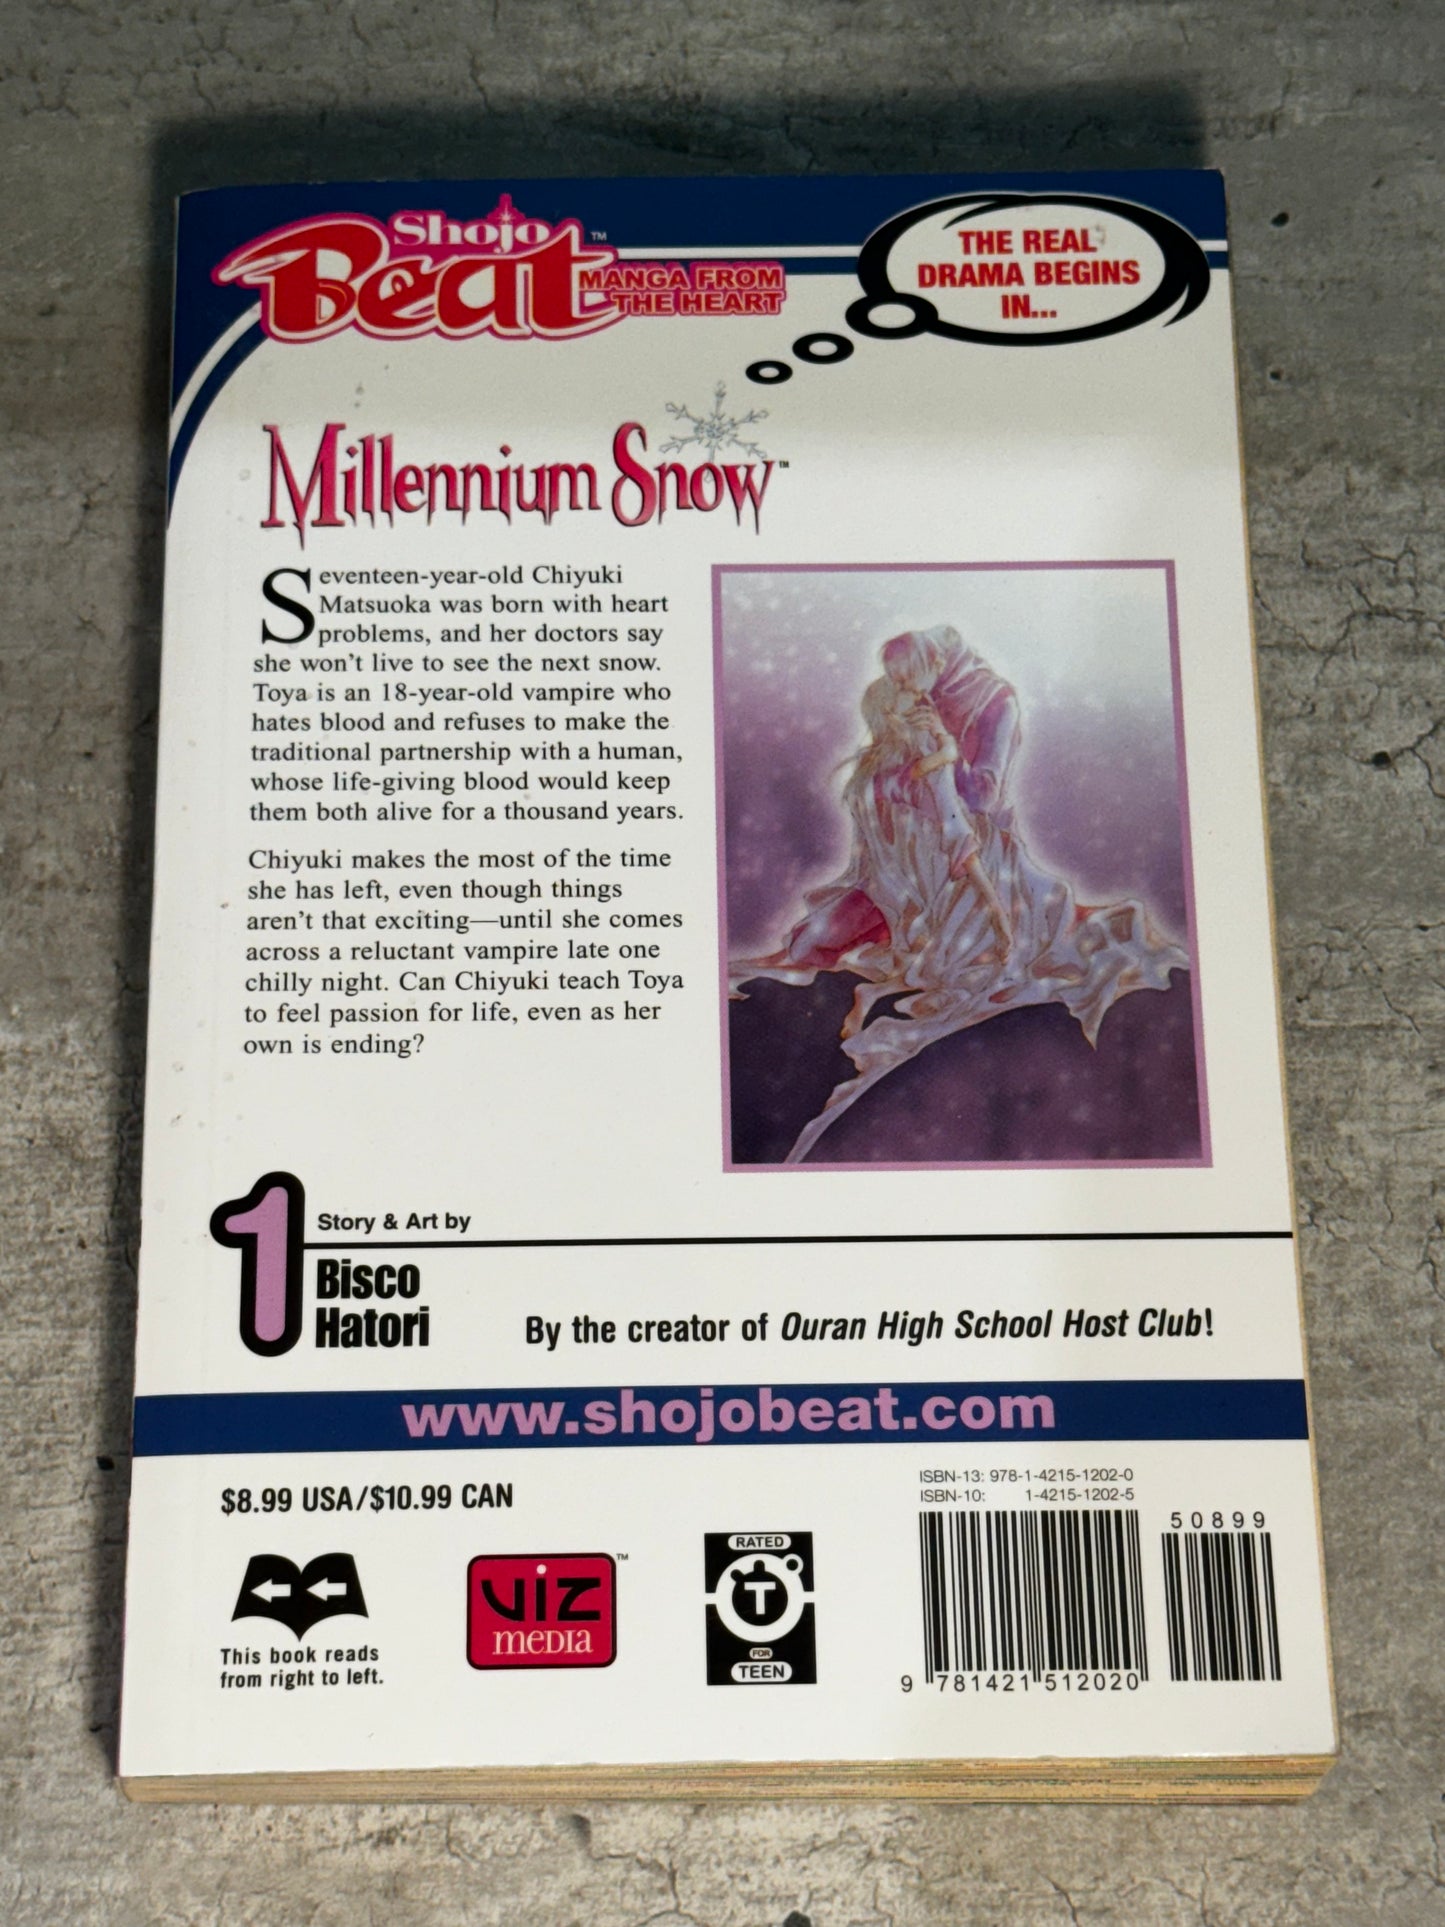 Shojo
Beat™
MANGA FROM
THE HEART
THE REAL
DRAMA BEGINS
IN...
Millennium Snow™
Seventeen-year-old Chiyuki
Matsuoka was born with heart
problems, and her doctors say
she won't live to see the next snow.
Toya is an 18-year-old vampire who
hates blood and refuses to make the
traditional partnership with a human,
whose life-giving blood would keep
them both alive for a thousand years.
Chiyuki makes the most of the time
she has left, even though things
aren't that exciting—until she comes
across a reluctant vampire late one
chilly night. Can Chiyuki teach Toya
to feel passion for life, even as her
own is ending?
1
Story & Art by
Bisco
Hatori
By the creator of Ouran High School Host Club!
www.shojobeat.com
$8.99 USA/$10.99 CAN
This book reads
from right to left.
VIZ™
MEDIA
RATED
T
FOR
TEEN
ISBN-13: 978-1-4215-1202-0
ISBN-10: 1-4215-1202-5
50899
9 781421 512020